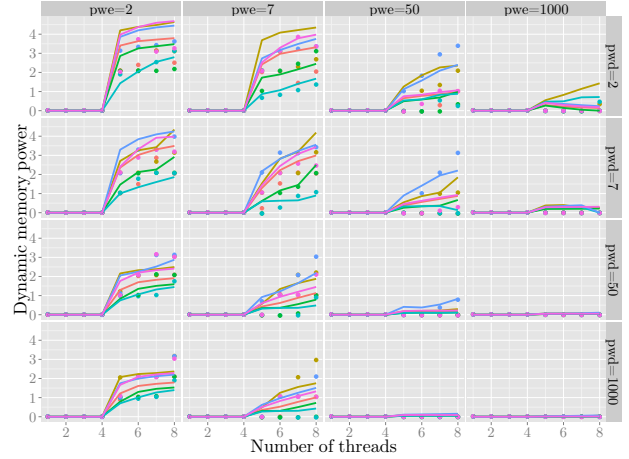 pwe=2 pwe=7 pwe=50 pwe=1000
4
3
2
1
0
pwd=2
4
3
2
1
0
pwd=7
4
3
2
1
0
pwd=50
4
3
2
1
0
pwd=1000
2 4 6 8 2 4 6 8 2 4 6 8 2 4 6 8
Number of threads
Dynamic memory power